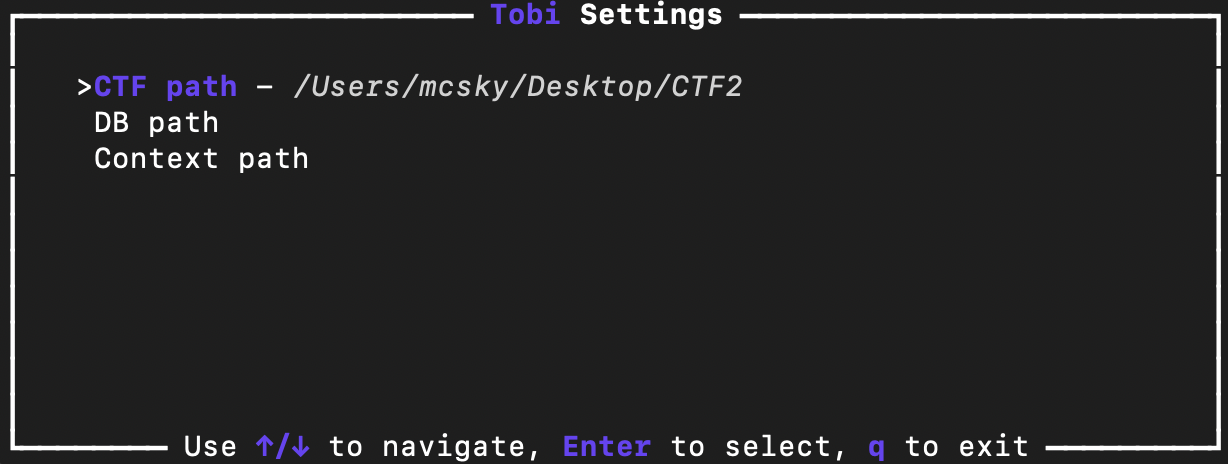 Tobi Settings
>CTF path – /Users/mcsky/Desktop/CTF2
DB path
Context path
Use ↑/↓ to navigate, Enter to select, q to exit